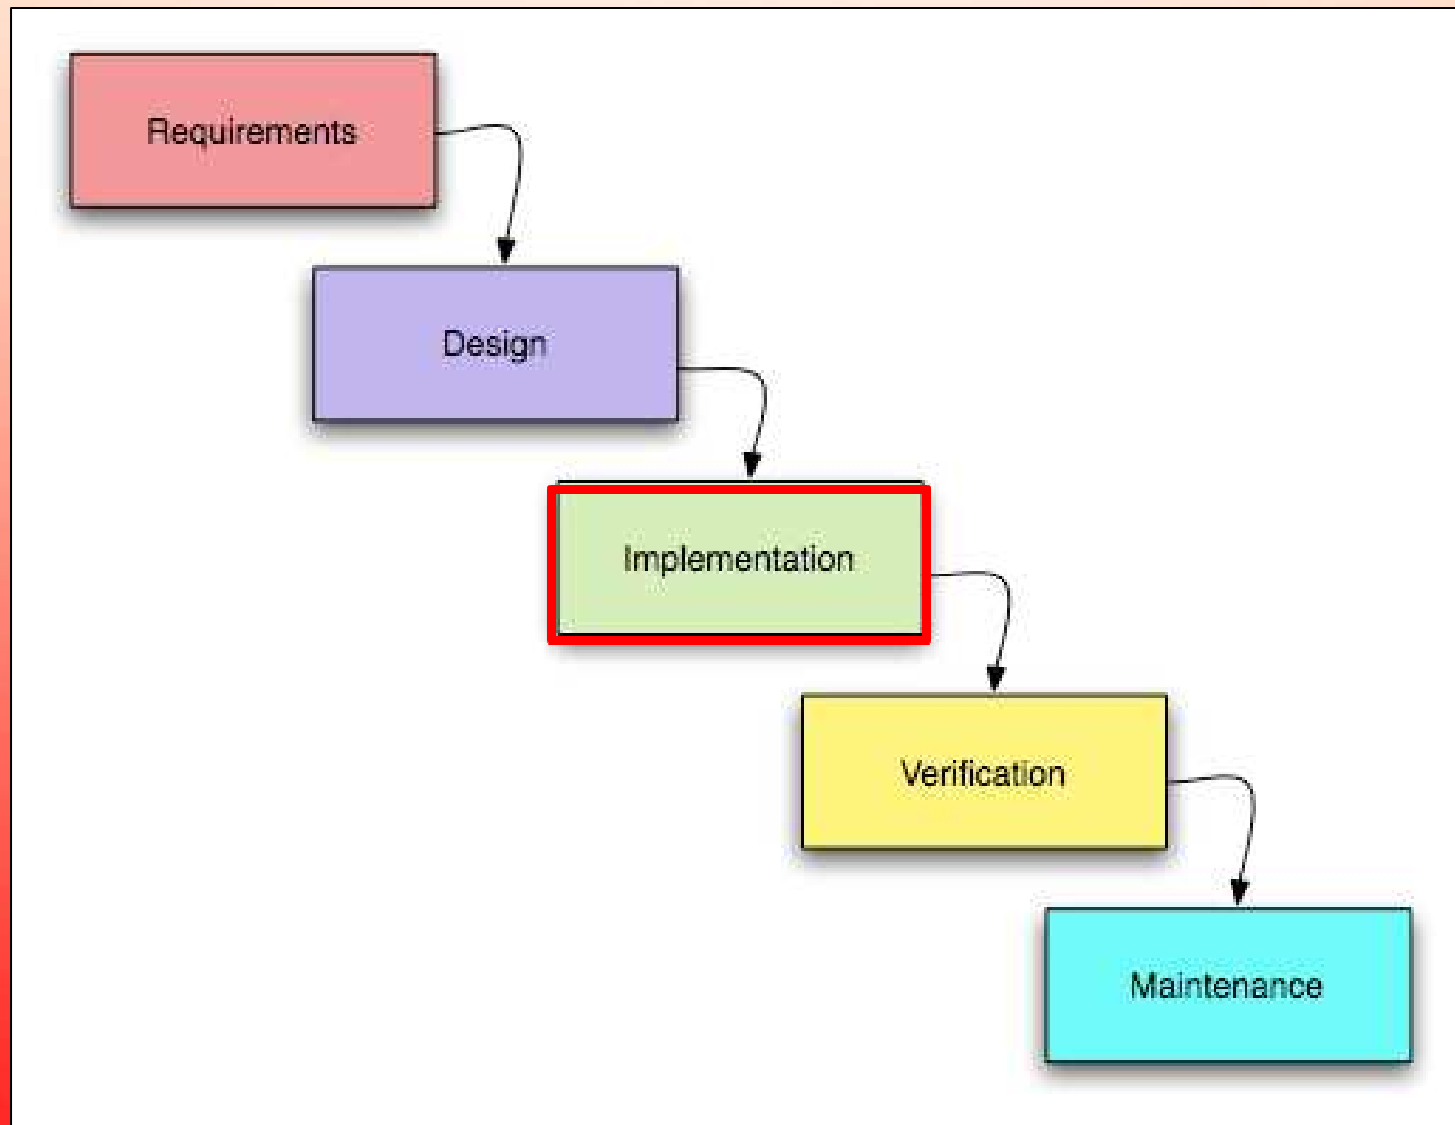 Requirements
Design
Implementation
Verification
Maintenance